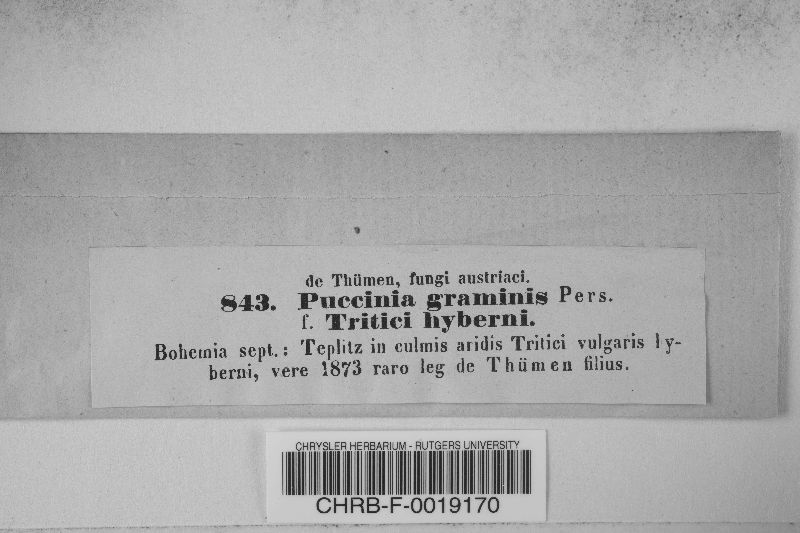 de Thümen, fungi austriaci.
843. Puccinia graminis Pers.
f. Tritici hyberni.
Bohemia sept.: Teplitz in culmis aridis Tritici vulgaris hy-
berni, vere 1873 raro leg de Thümen filius.
CHRYSLER HERBARIUM - RUTGERS UNIVERSITY
CHRB-F-0019170